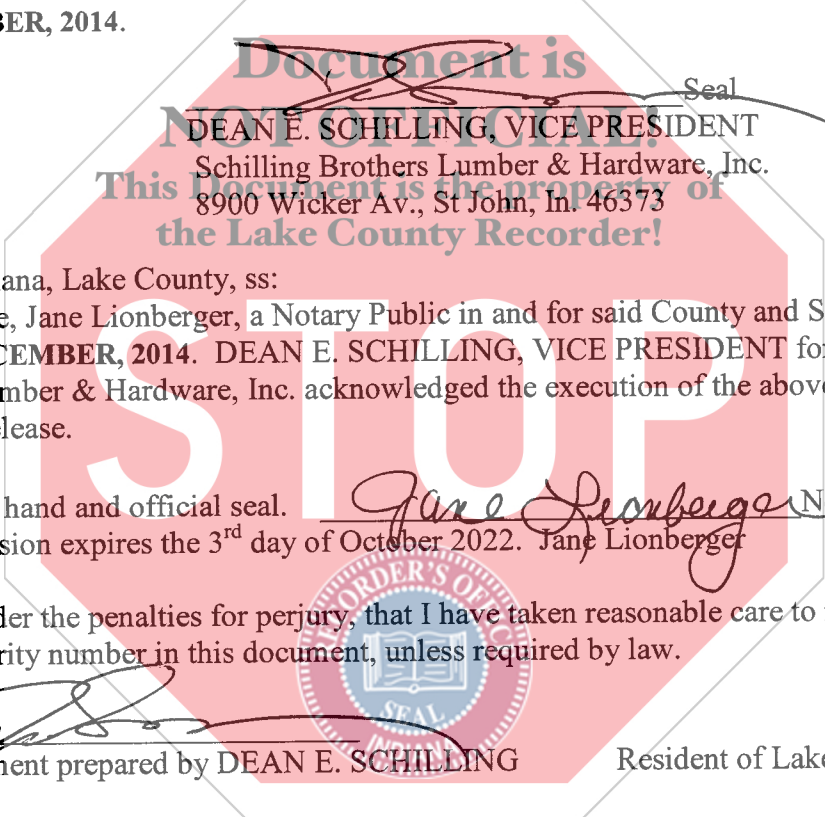 BER, 2014.
Document is
Seal
NOT OFFICIAL!
DEAN E. SCHILLING, VICE PRESIDENT
Schilling Brothers Lumber & Hardware, Inc.
This Document is the property of
8900 Wicker Av., St John, In. 46373
the Lake County Recorder!
ana, Lake County, ss:
e, Jane Lionberger, a Notary Public in and for said County and S
CEMBER, 2014. DEAN E. SCHILLING, VICE PRESIDENT for
mber & Hardware, Inc. acknowledged the execution of the above
lease.
STOP
hand and official seal. Jane Lionberger N
sion expires the 3rd day of October 2022. Jane Lionberger
der the penalties for perjury, that I have taken reasonable care to
rity number in this document, unless required by law.
RECORDER'S OFFIC
SEAL
ent prepared by DEAN E. SCHILLING Resident of Lake